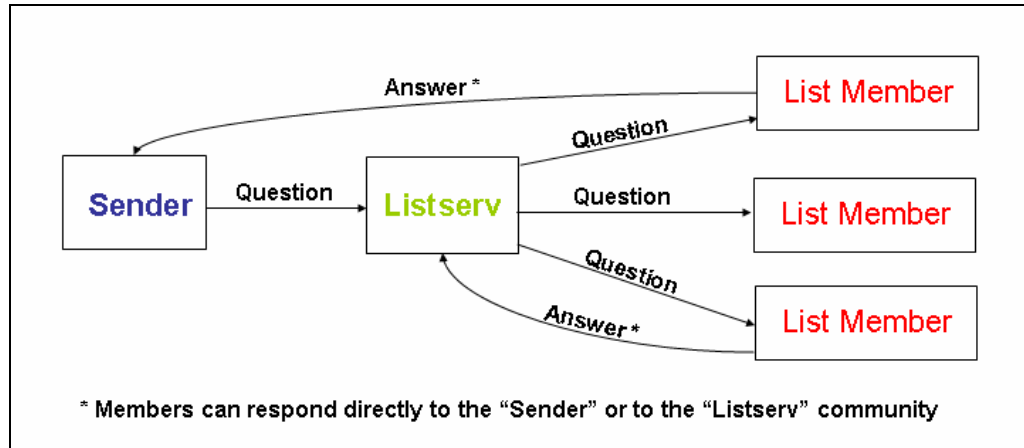 Answer *
List Member
Question
Sender
Question
Listserv
Question
List Member
Question
Answer *
List Member
* Members can respond directly to the “Sender” or to the “Listserv” community